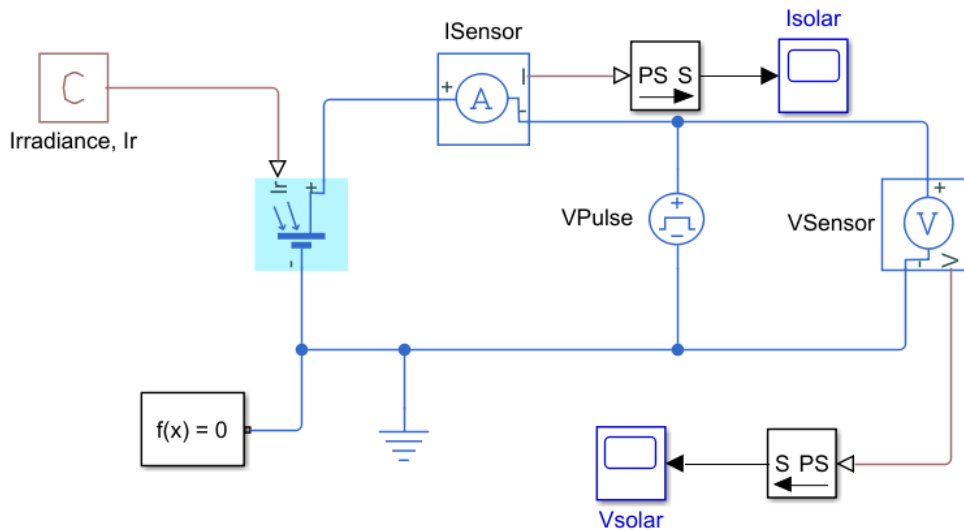 Isolar
ISensor
PS S
C
A
I
+
-
Irradiance, Ir
Ir
+
-
VPulse
+
−
VSensor
+
V
-
V
f(x) = 0
S PS
Vsolar